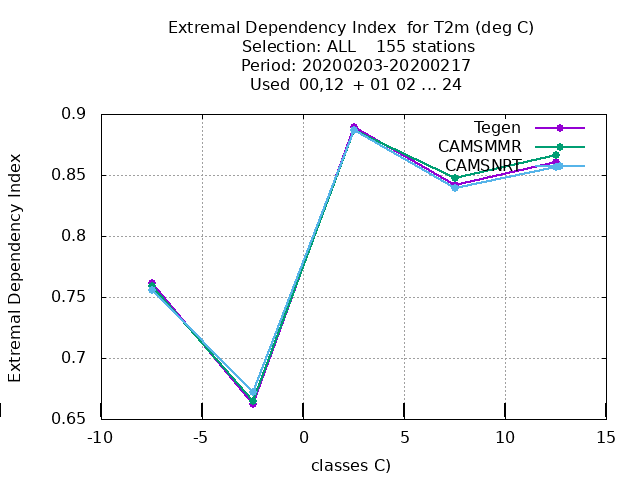 Extremal Dependency Index  for T2m (deg C)
Selection: ALL    155 stations
Period: 20200203-20200217
Used  00,12  + 01 02 ... 24
Extremal Dependency Index
0.9
0.85
0.8
0.75
0.7
0.65
Tegen
CAMSMMR
CAMSNRT
-10
-5
0
5
10
15
classes C)